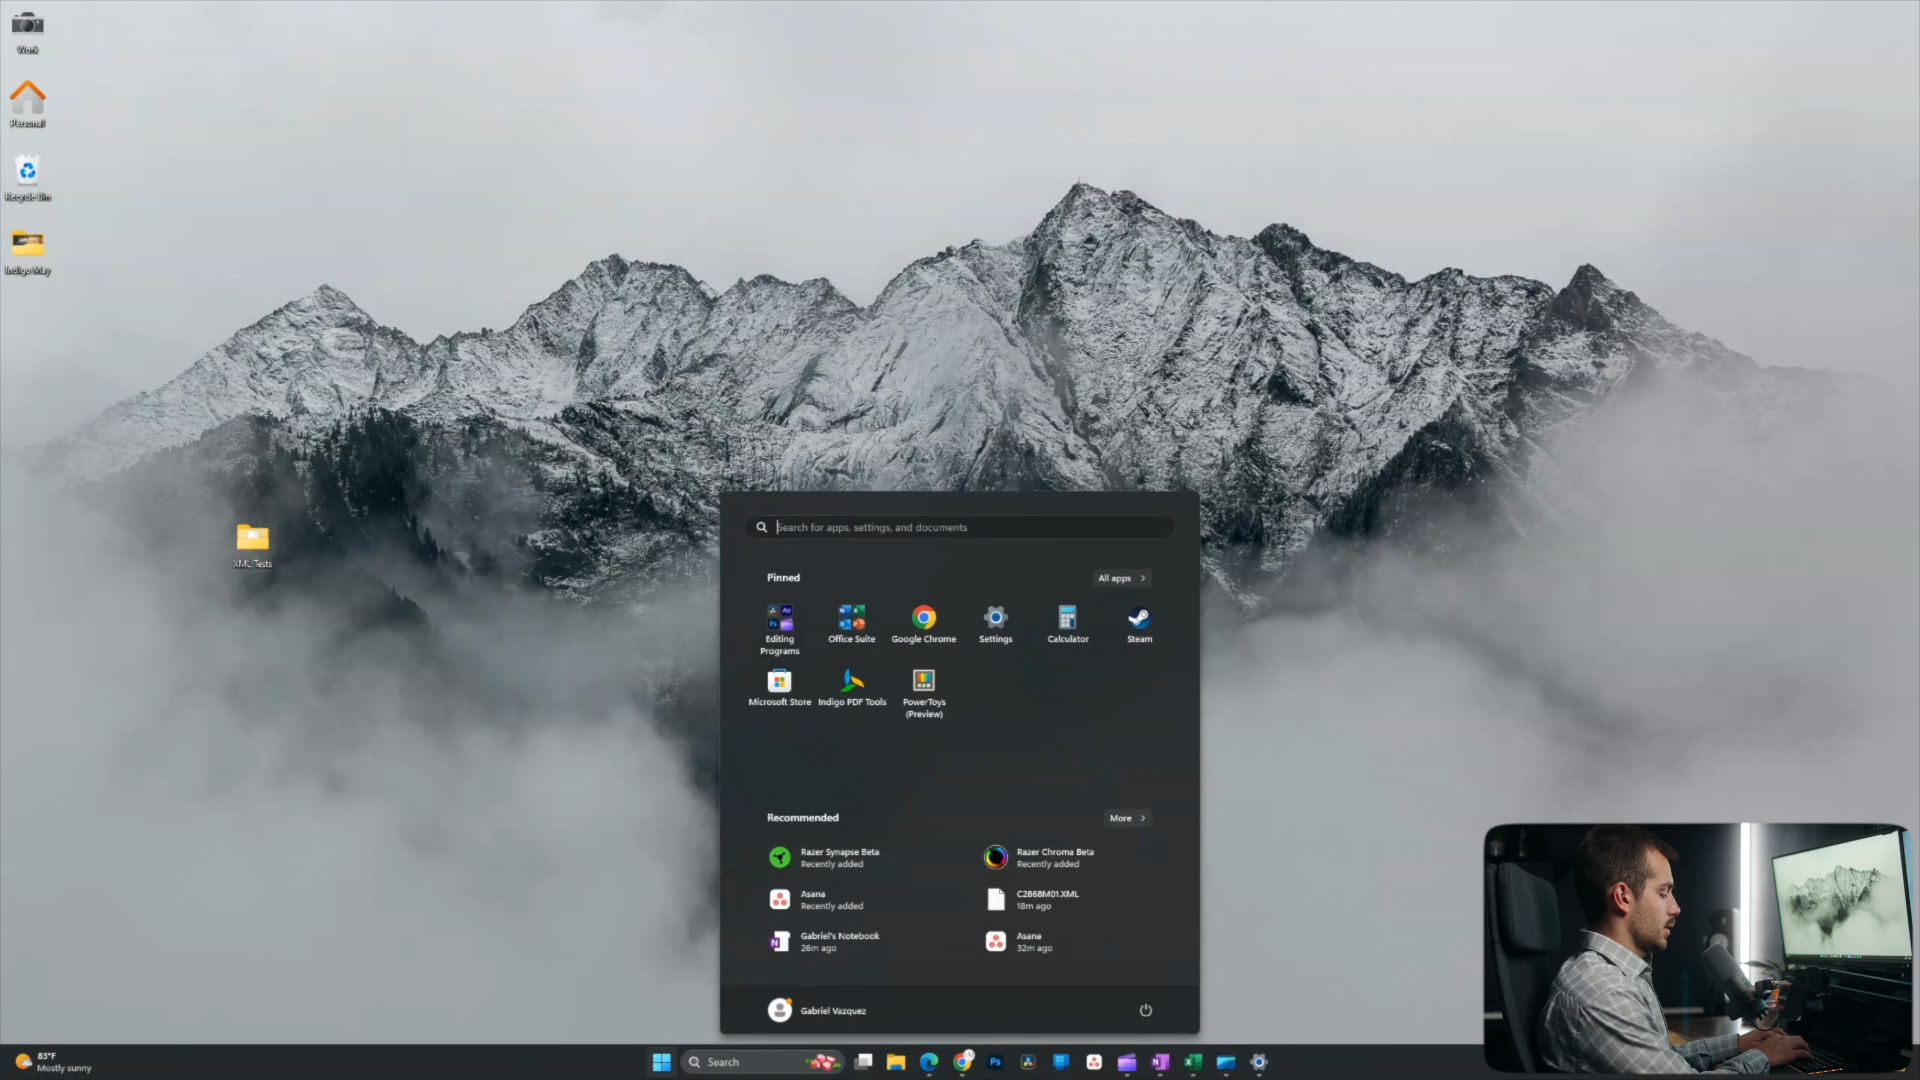 Work
Personal
Recycle Bin
Indigo May
XML Tests
Search for apps, settings, and documents
Pinned
All apps
Editing
Programs
Office Suite
Google Chrome
Settings
Calculator
Steam
Microsoft Store
Indigo PDF Tools
PowerToys
(Preview)
Recommended
More
Razer Synapse Beta
Recently added
Razer Chroma Beta
Recently added
Asana
Recently added
C2868M01.XML
18m ago
Gabriel's Notebook
26m ago
Asana
32m ago
Gabriel Vazquez
83°F
Mostly sunny
Search